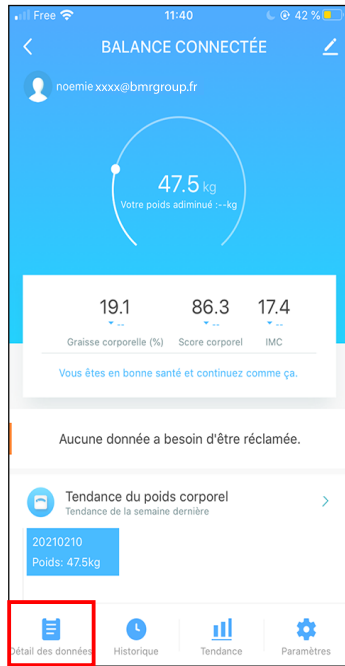 Free 11:40 42 %
BALANCE CONNECTÉE
noemie xxxx@bmrgroup.fr
47.5 kg
Votre poids adiminué :--kg
19.1 86.3 17.4
-- -- --
Graisse corporelle (%) Score corporel IMC
Vous êtes en bonne santé et continuez comme ça.
Aucune donnée a besoin d'être réclamée.
Tendance du poids corporel
Tendance de la semaine dernière
20210210
Poids: 47.5kg
Détail des données Historique Tendance Paramètres